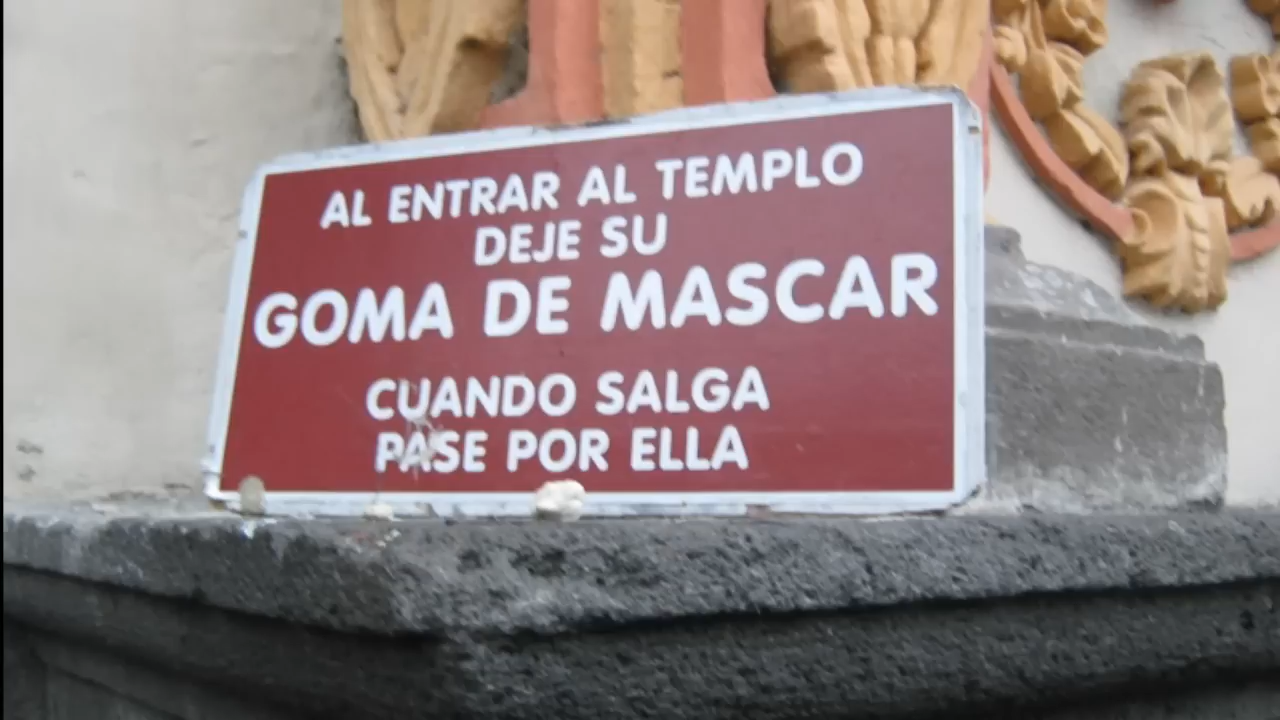 AL ENTRAR AL TEMPLO
DEJE SU
GOMA DE MASCAR
CUANDO SALGA
PASE POR ELLA